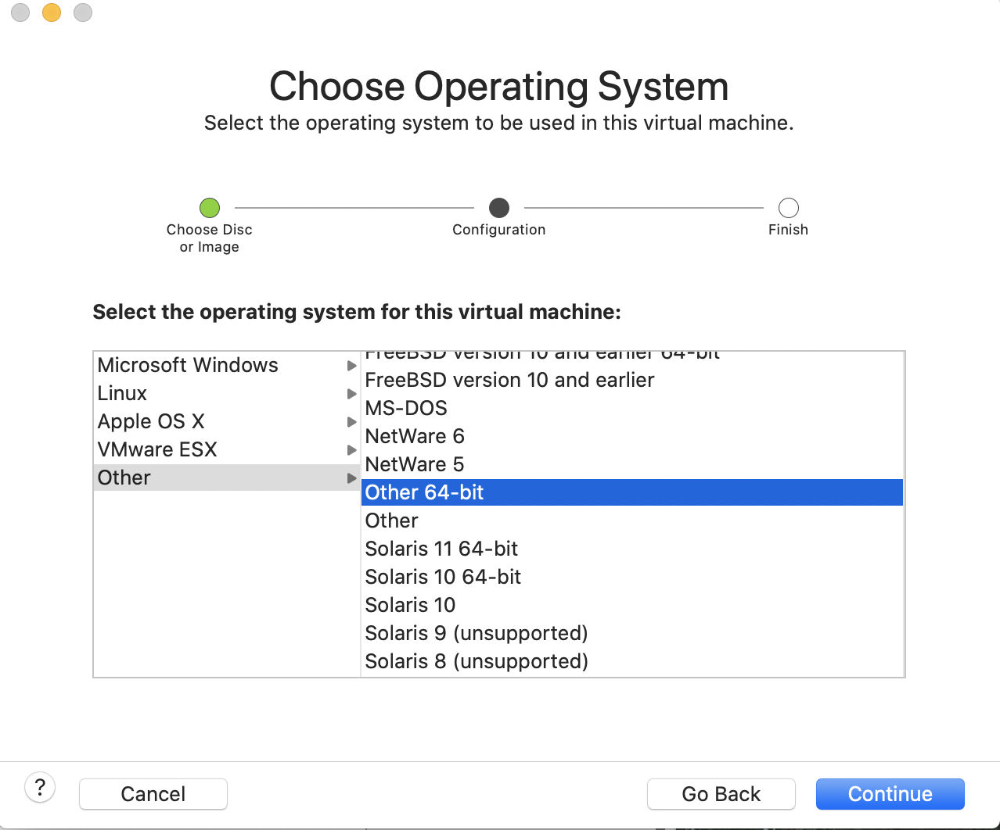 Choose Operating System
Select the operating system to be used in this virtual machine.
Choose Disc
or Image
Configuration
Finish
Select the operating system for this virtual machine:
Microsoft Windows
Linux
Apple OS X
VMware ESX
Other
FreeBSD version 10 and earlier 64-bit
FreeBSD version 10 and earlier
MS-DOS
NetWare 6
NetWare 5
Other 64-bit
Other
Solaris 11 64-bit
Solaris 10 64-bit
Solaris 10
Solaris 9 (unsupported)
Solaris 8 (unsupported)
?
Cancel
Go Back
Continue